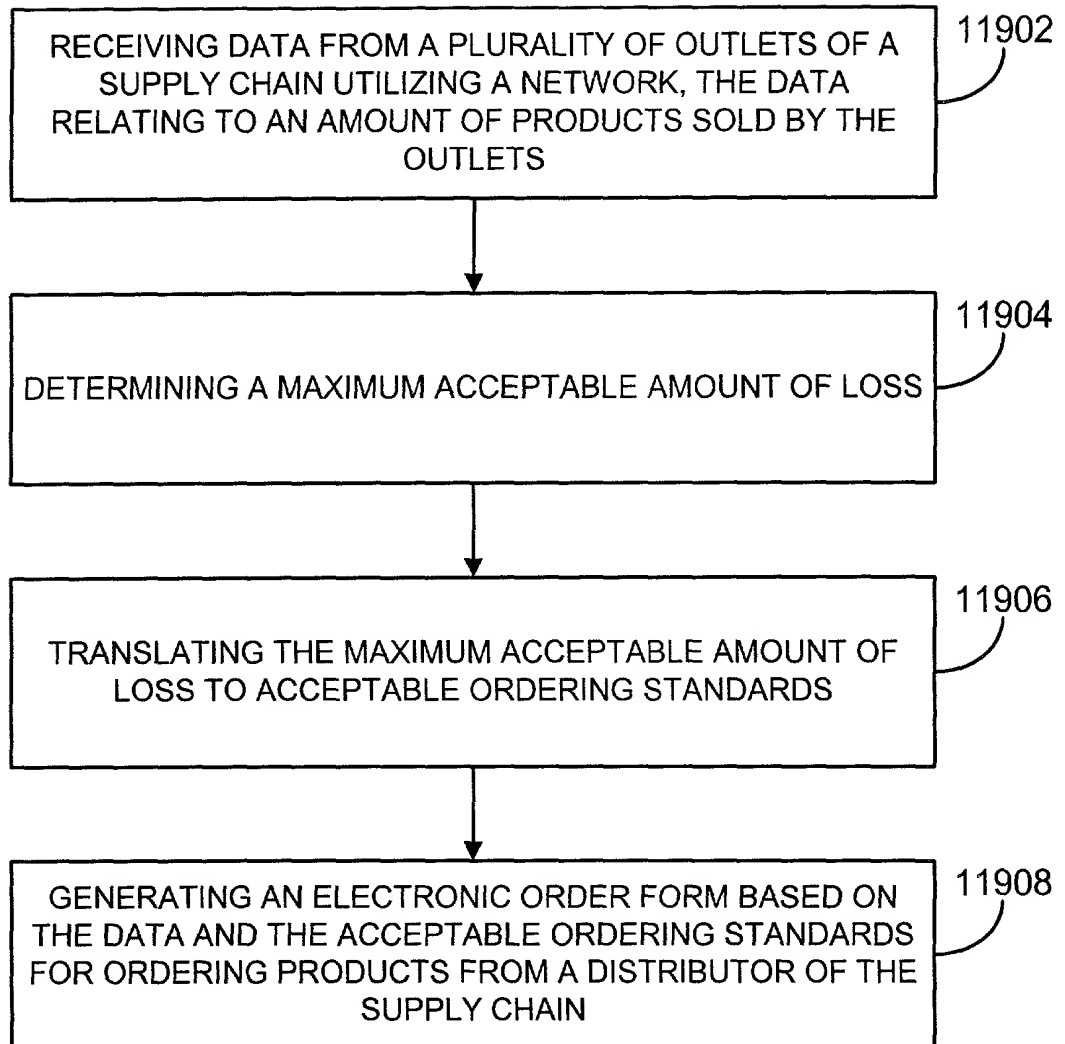 RECEIVING DATA FROM A PLURALITY OF OUTLETS OF A
SUPPLY CHAIN UTILIZING A NETWORK, THE DATA
RELATING TO AN AMOUNT OF PRODUCTS SOLD BY THE
OUTLETS
11902
DETERMINING A MAXIMUM ACCEPTABLE AMOUNT OF LOSS
11904
TRANSLATING THE MAXIMUM ACCEPTABLE AMOUNT OF
LOSS TO ACCEPTABLE ORDERING STANDARDS
11906
GENERATING AN ELECTRONIC ORDER FORM BASED ON
THE DATA AND THE ACCEPTABLE ORDERING STANDARDS
FOR ORDERING PRODUCTS FROM A DISTRIBUTOR OF THE
SUPPLY CHAIN
11908